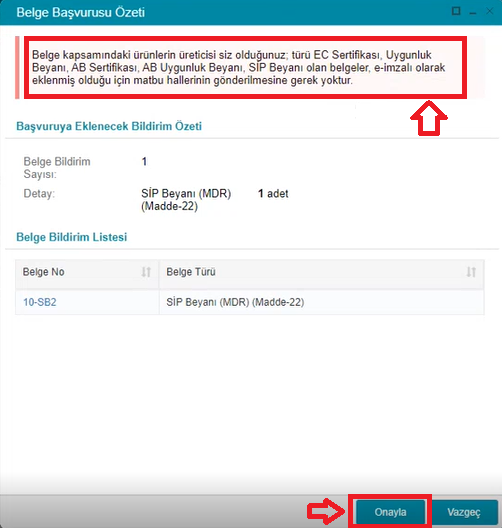 Belge Başvurusu Özeti
Belge kapsamındaki ürünlerin üreticisi siz olduğunuz; türü EC Sertifikası, Uygunluk
Beyanı, AB Sertifikası, AB Uygunluk Beyanı, SİP Beyanı olan belgeler, e-imzalı olarak
eklenmiş olduğu için matbu hallerinin gönderilmesine gerek yoktur.
Başvuruya Eklenecek Bildirim Özeti
Belge Bildirim Sayısı: 1
Detay: SİP Beyanı (MDR) (Madde-22) 1 adet
Belge Bildirim Listesi
Belge No Belge Türü
10-SB2 SİP Beyanı (MDR) (Madde-22)
Onayla Vazgeç